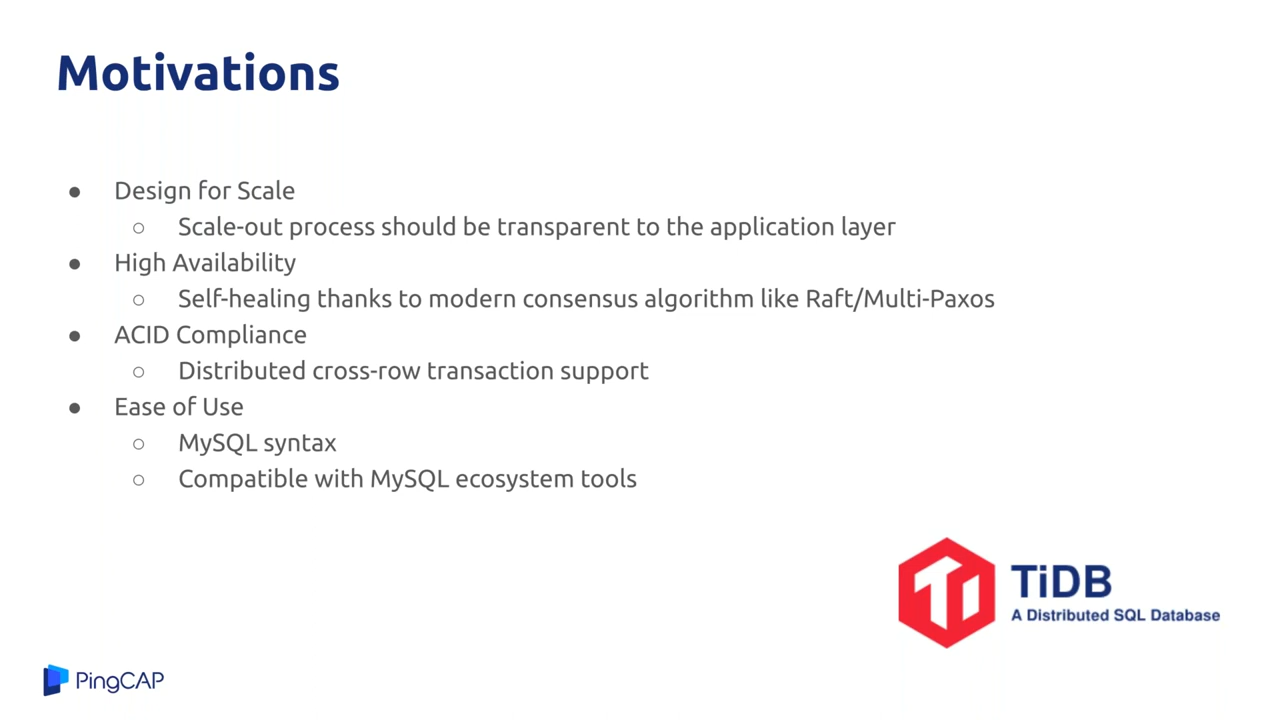 Motivations
● Design for Scale
○ Scale-out process should be transparent to the application layer
● High Availability
○ Self-healing thanks to modern consensus algorithm like Raft/Multi-Paxos
● ACID Compliance
○ Distributed cross-row transaction support
● Ease of Use
○ MySQL syntax
○ Compatible with MySQL ecosystem tools
Ti TiDB
A Distributed SQL Database
PingCAP